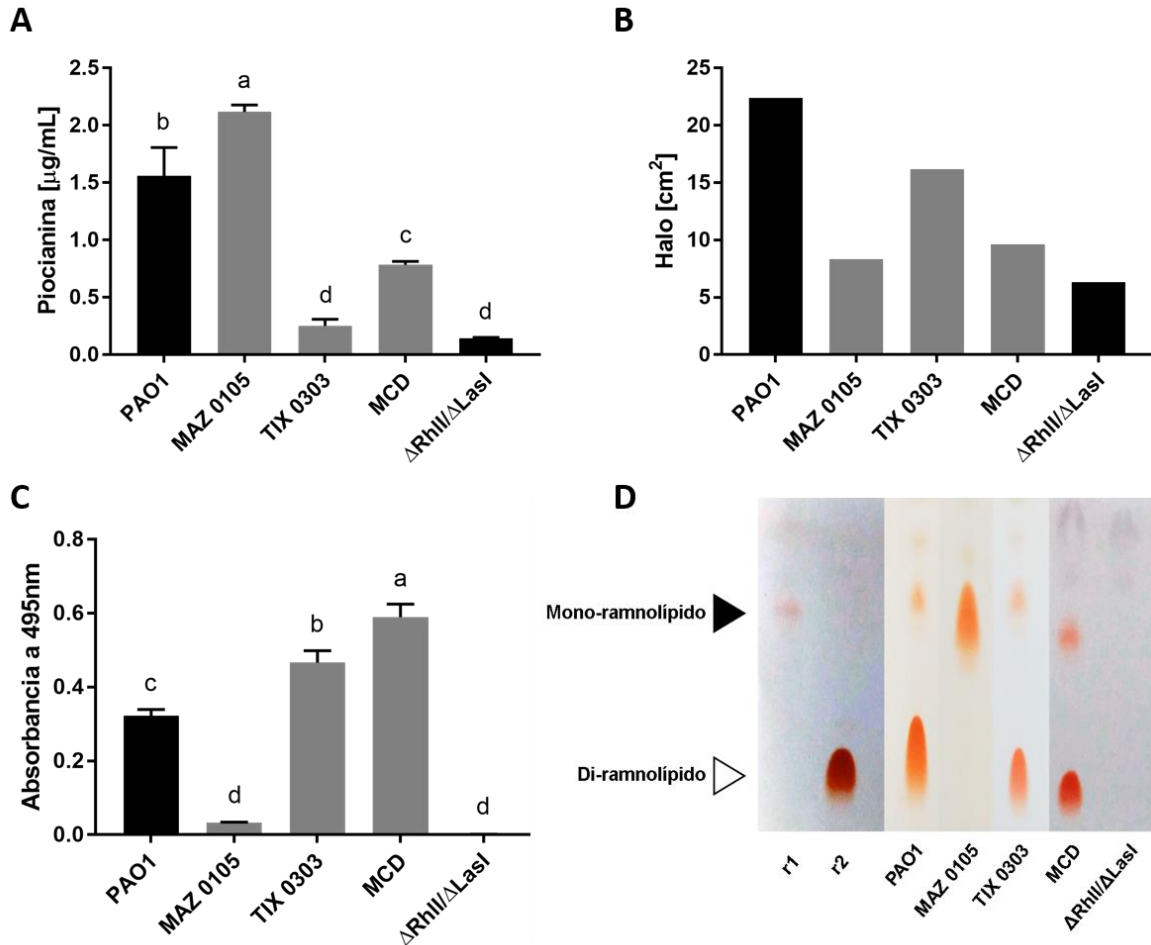 A
Piocianina [µg/mL]
2.5
2.0
1.5
1.0
0.5
0.0
b
a
d
c
d
PAO1
MAZ 0105
TIX 0303
MCD
ΔRhlI/ΔLasI
B
Halo [cm²]
25
20
15
10
5
0
PAO1
MAZ 0105
TIX 0303
MCD
ΔRhlI/ΔLasI
C
Absorbancia a 495nm
0.8
0.6
0.4
0.2
0.0
c
d
b
a
d
PAO1
MAZ 0105
TIX 0303
MCD
ΔRhlI/ΔLasI
D
Mono-ramnolípido
Di-ramnolípido
r1
r2
PAO1
MAZ 0105
TIX 0303
MCD
ΔRhlI/ΔLasI